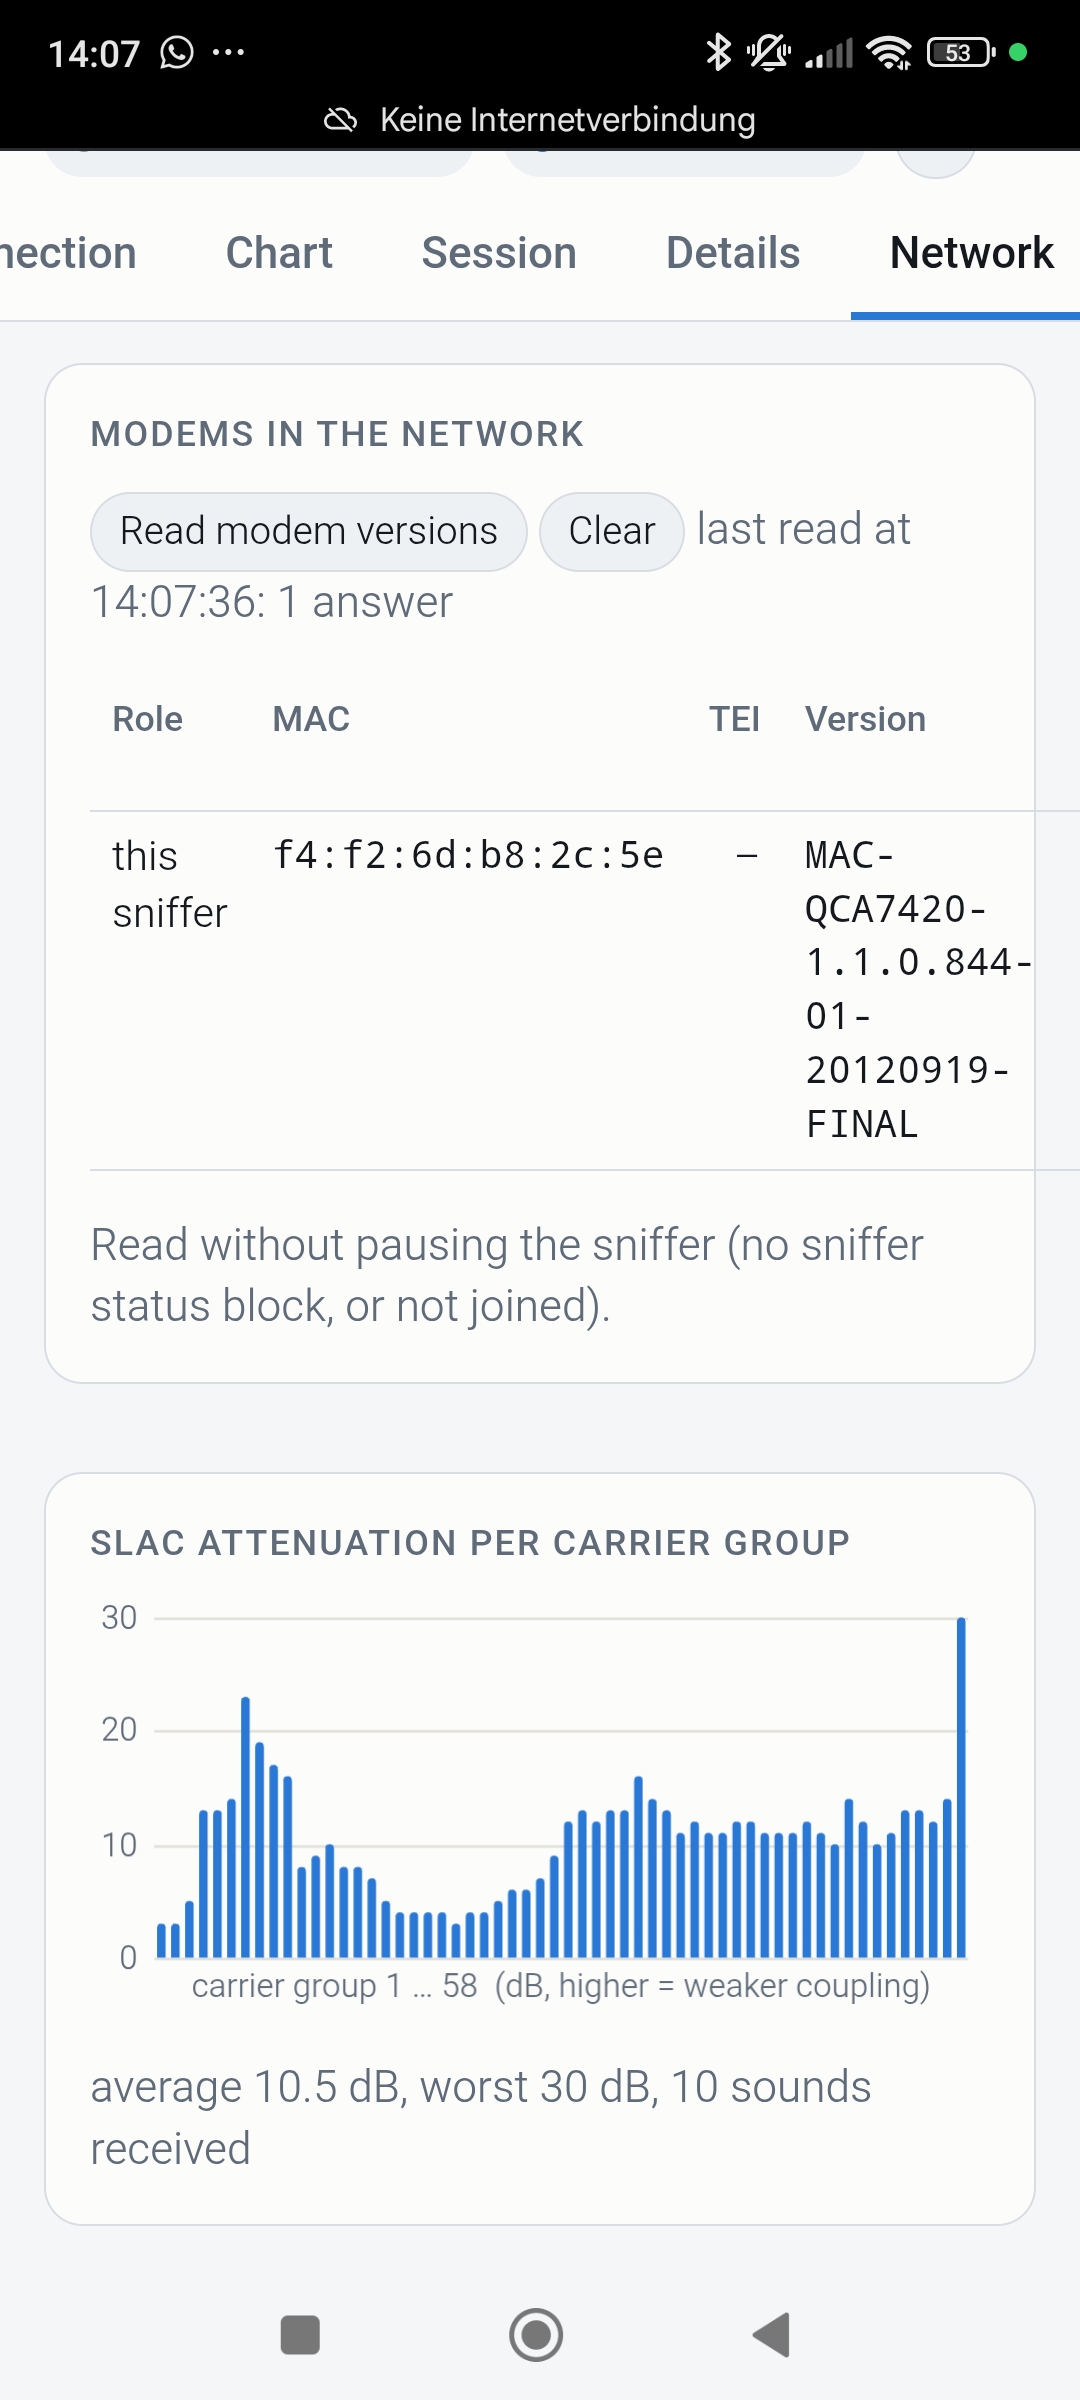 14:07
53
Keine Internetverbindung
nection Chart Session Details Network
MODEMS IN THE NETWORK
Read modem versions Clear last read at
14:07:36: 1 answer
Role MAC TEI Version
this f4:f2:6d:b8:2c:5e – MAC-
sniffer QCA7420-
1.1.0.844-
01-
20120919-
FINAL
Read without pausing the sniffer (no sniffer
status block, or not joined).
SLAC ATTENUATION PER CARRIER GROUP
30
20
10
0
carrier group 1 ... 58 (dB, higher = weaker coupling)
average 10.5 dB, worst 30 dB, 10 sounds
received